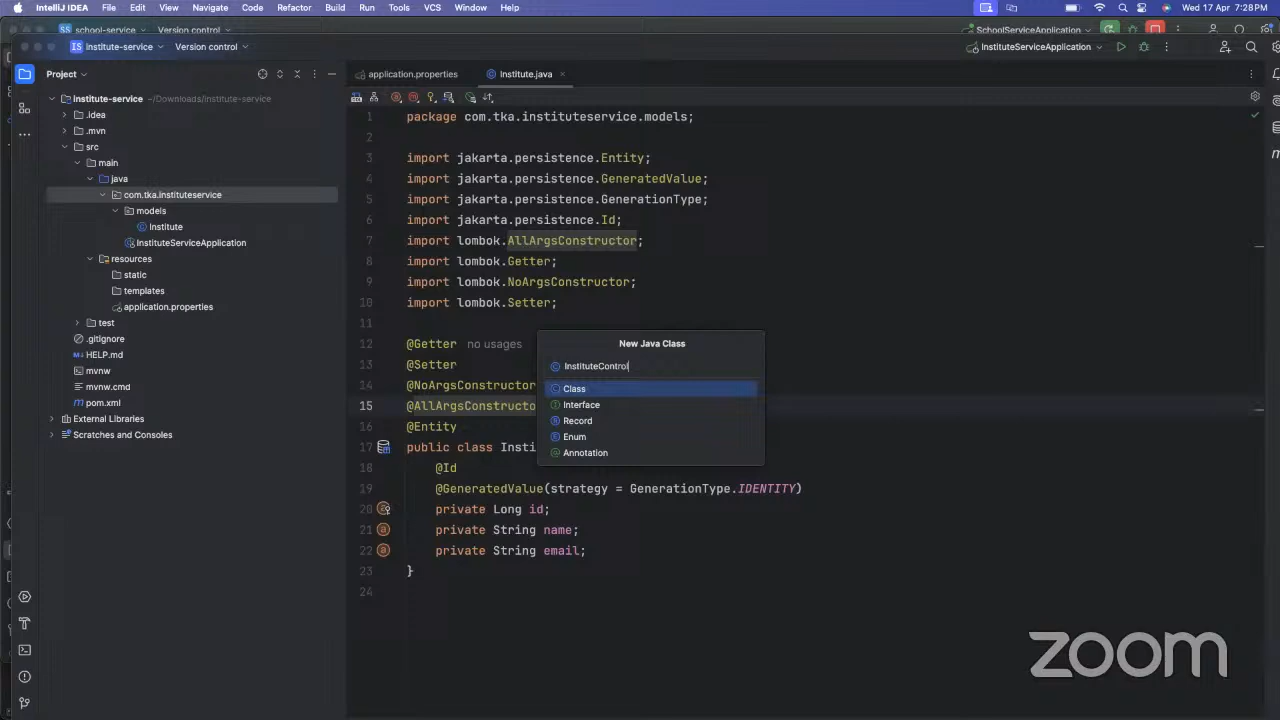 IntelliJ IDEA File Edit View Navigate Code Refactor Build Run Tools VCS Window Help Wed 17 Apr 7:28PM
SS school-service Version control SchoolServiceApplication
IS institute-service Version control InstituteServiceApplication
Project
application.properties
Institute.java
institute-service ~/Downloads/institute-service
.idea
.mvn
src
main
java
com.tka.instituteservice
models
Institute
InstituteServiceApplication
resources
static
templates
application.properties
test
.gitignore
HELP.md
mvnw
mvnw.cmd
pom.xml
External Libraries
Scratches and Consoles
1 package com.tka.instituteservice.models;
2
3 import jakarta.persistence.Entity;
4 import jakarta.persistence.GeneratedValue;
5 import jakarta.persistence.GenerationType;
6 import jakarta.persistence.Id;
7 import lombok.AllArgsConstructor;
8 import lombok.Getter;
9 import lombok.NoArgsConstructor;
10 import lombok.Setter;
11
12 @Getter no usages
13 @Setter
14 @NoArgsConstructor
15 @AllArgsConstructo
16 @Entity
17 public class Insti
18 @Id
19 @GeneratedValue(strategy = GenerationType.IDENTITY)
20 private Long id;
21 private String name;
22 private String email;
23 }
24
New Java Class
InstituteControl
Class
Interface
Record
Enum
Annotation
zoom